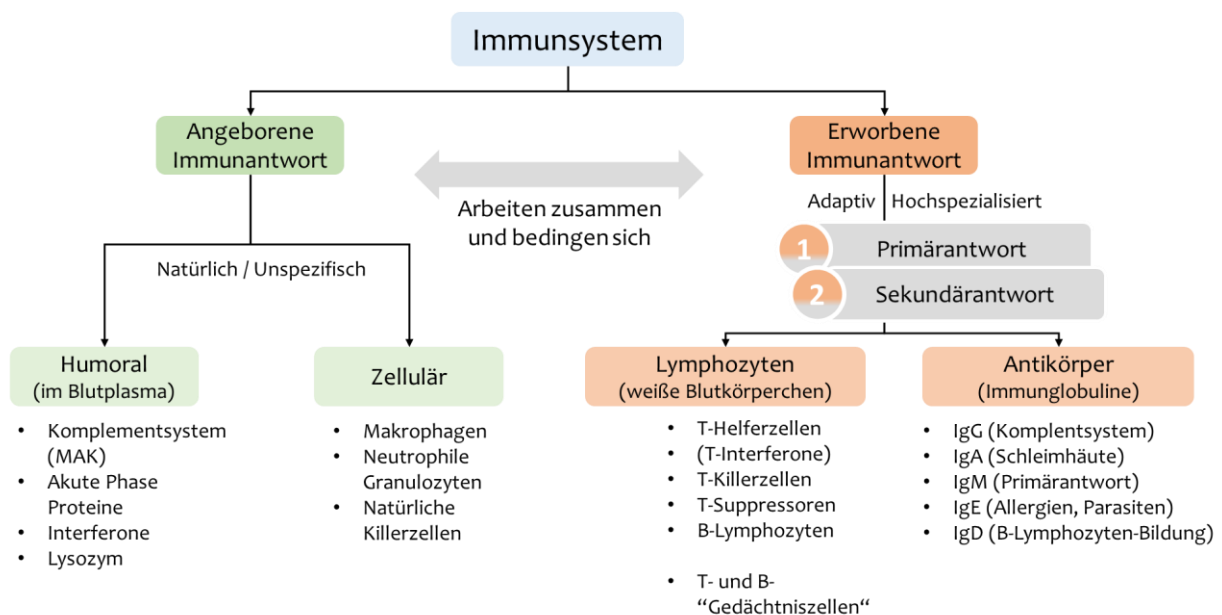 Immunsystem
Angeborene
Immunantwort
Erworbene
Immunantwort
Arbeiten zusammen
und bedingen sich
Adaptiv
Hochspezialisiert
1
Primärantwort
2
Sekundärantwort
Natürlich / Unspezifisch
Humoral
(im Blutplasma)
• Komplementsystem
(MAK)
• Akute Phase
Proteine
• Interferone
• Lysozym
Zellulär
• Makrophagen
• Neutrophile
Granulozyten
• Natürliche
Killerzellen
Lymphozyten
(weiße Blutkörperchen)
• T-Helferzellen
• (T-Interferone)
• T-Killerzellen
• T-Suppressoren
• B-Lymphozyten
• T- und B-
“Gedächtniszellen“
Antikörper
(Immunglobuline)
• IgG (Komplentsystem)
• IgA (Schleimhäute)
• IgM (Primärantwort)
• IgE (Allergien, Parasiten)
• IgD (B-Lymphozyten-Bildung)